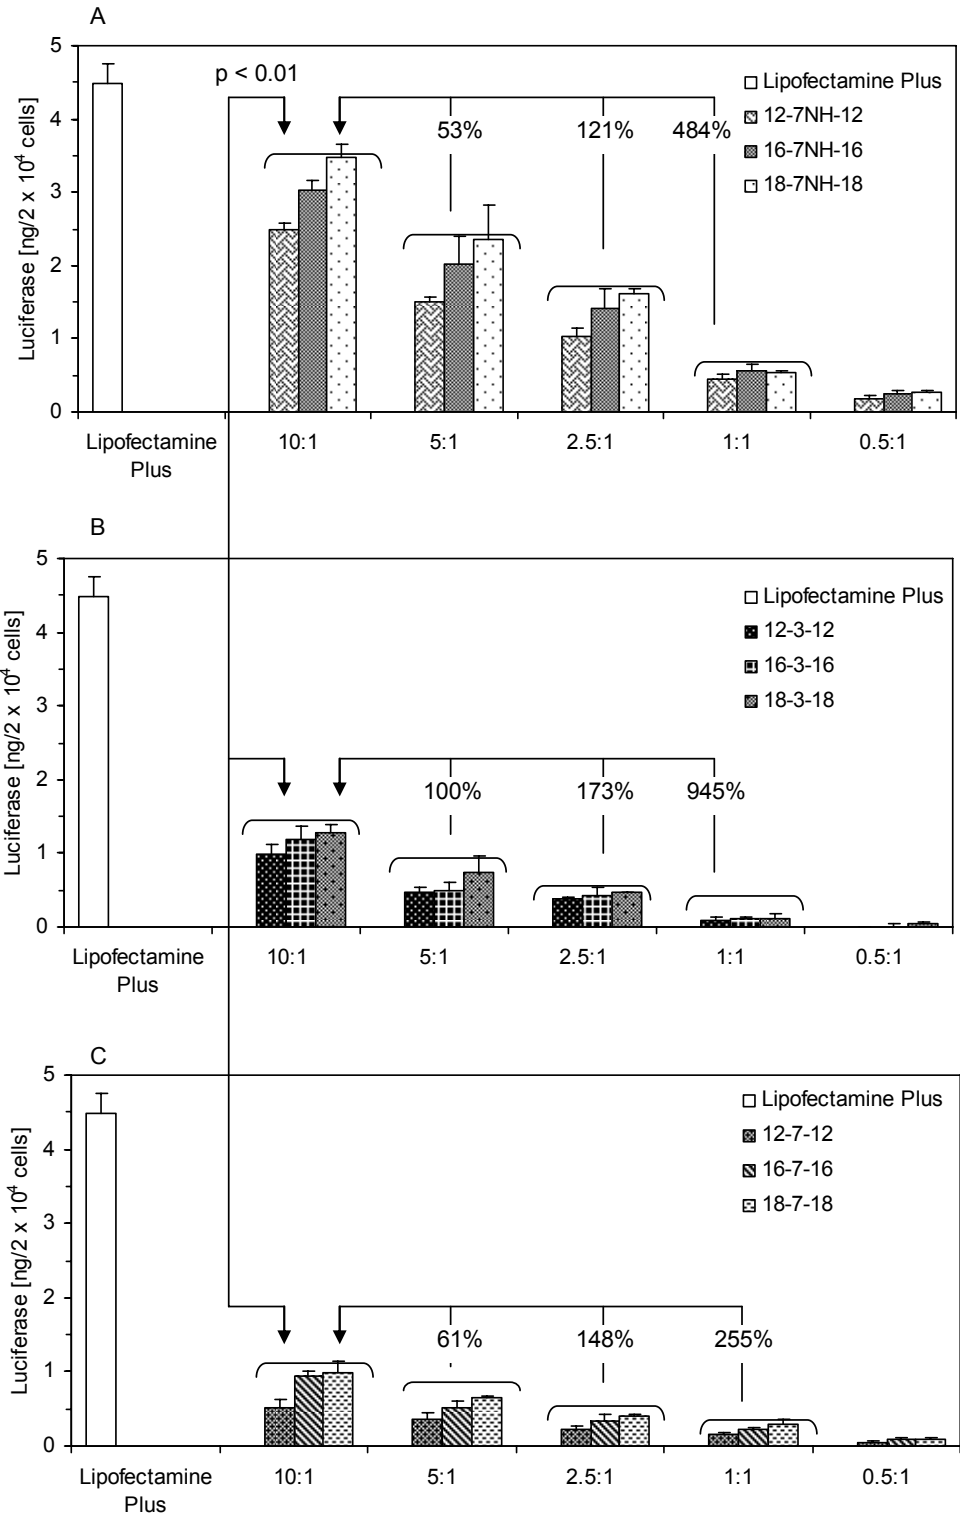 A
5
4
3
2
1
0
Luciferase [ng/2 x 10⁴ cells]
p < 0.01
53%
121%
484%
Lipofectamine Plus
12-7NH-12
16-7NH-16
18-7NH-18
Lipofectamine
Plus
10:1
5:1
2.5:1
1:1
0.5:1
B
5
4
3
2
1
0
Luciferase [ng/2 x 10⁴ cells]
100%
173%
945%
Lipofectamine Plus
12-3-12
16-3-16
18-3-18
Lipofectamine
Plus
10:1
5:1
2.5:1
1:1
0.5:1
C
5
4
3
2
1
0
Luciferase [ng/2 x 10⁴ cells]
61%
148%
255%
Lipofectamine Plus
12-7-12
16-7-16
18-7-18
Lipofectamine
Plus
10:1
5:1
2.5:1
1:1
0.5:1